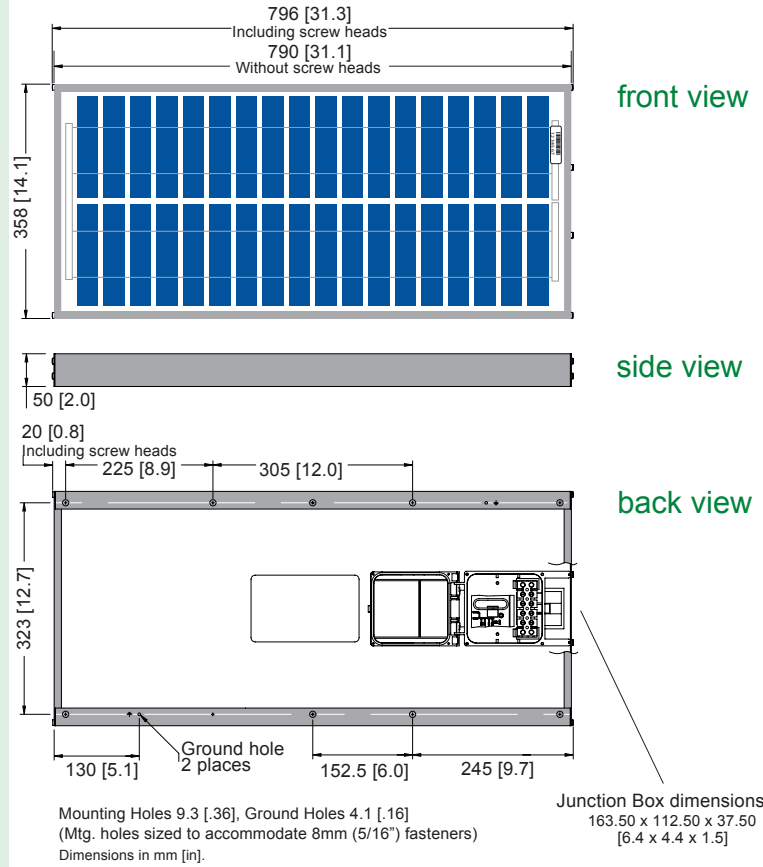 796 [31.3]
Including screw heads
790 [31.1]
Without screw heads
front view
358 [14.1]
side view
50 [2.0]
20 [0.8]
Including screw heads
225 [8.9]
305 [12.0]
back view
323 [12.7]
Ground hole
2 places
130 [5.1]
152.5 [6.0]
245 [9.7]
Mounting Holes 9.3 [.36], Ground Holes 4.1 [.16]
(Mtg. holes sized to accommodate 8mm (5/16”) fasteners)
Dimensions in mm [in].
Junction Box dimensions
163.50 x 112.50 x 37.50
[6.4 x 4.4 x 1.5]